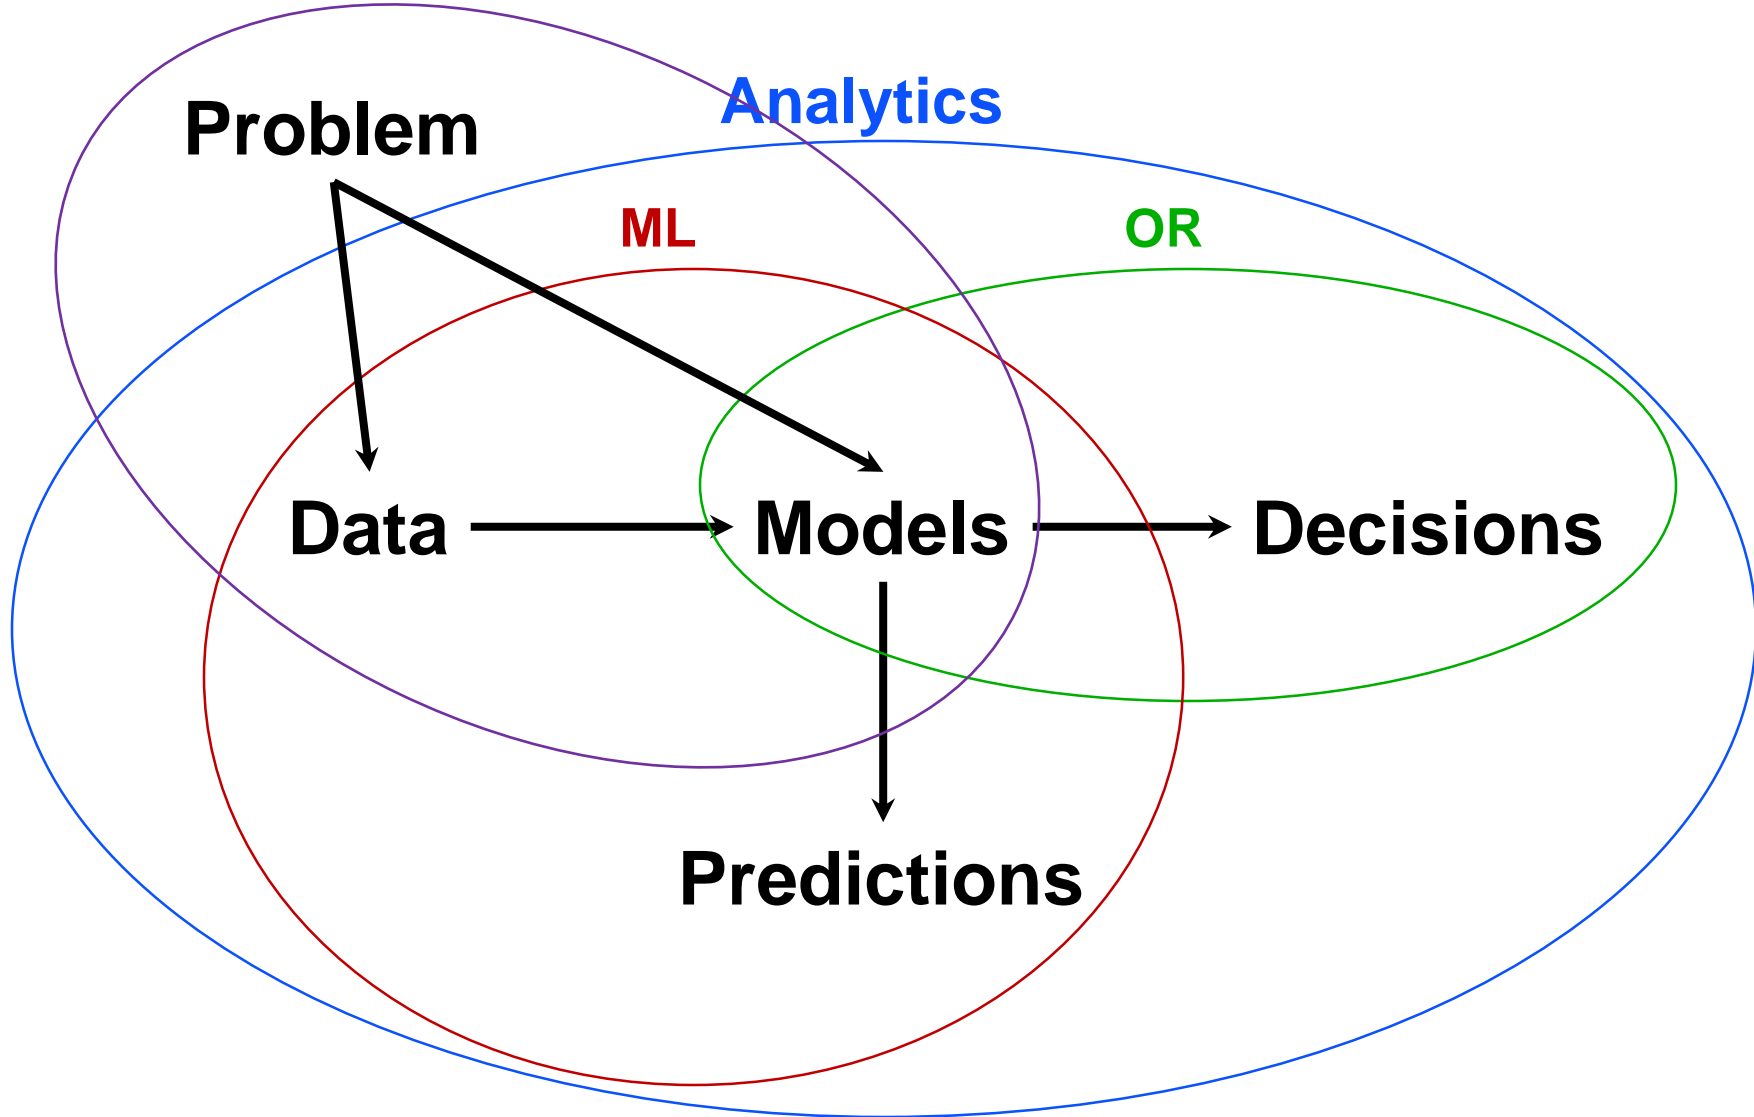 Analytics
Problem
ML
OR
Data
Models
Decisions
Predictions